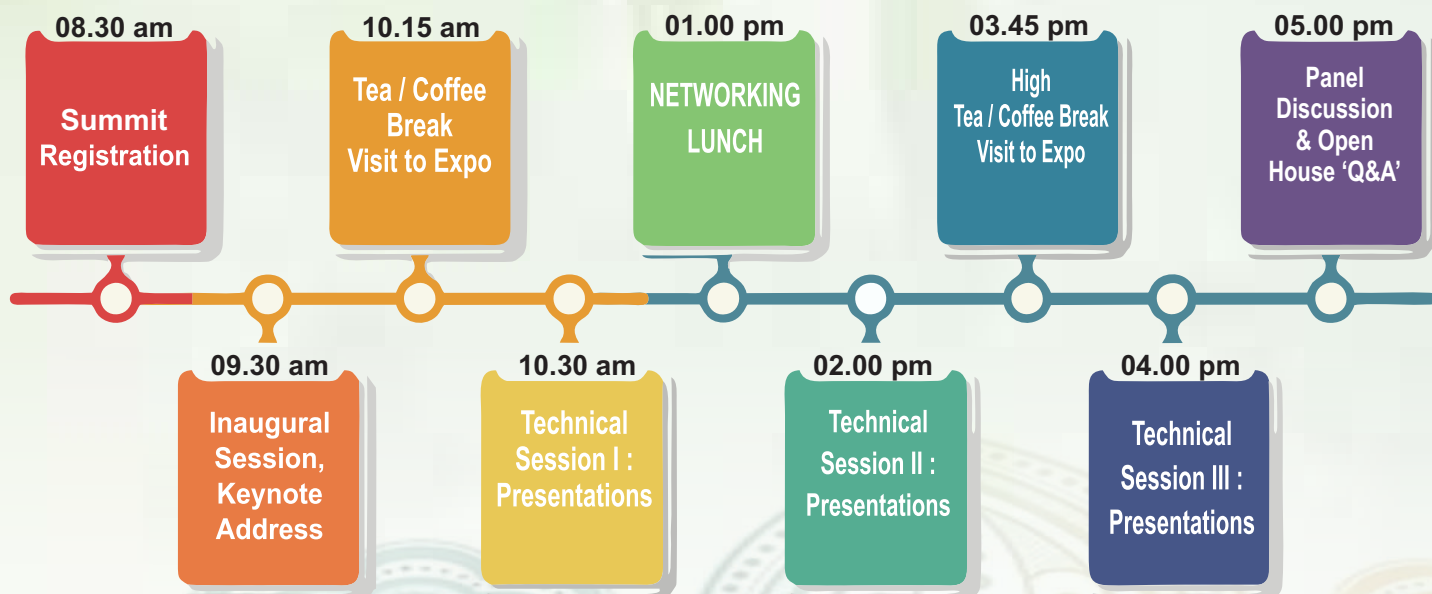 08.30 am
Summit
Registration
09.30 am
Inaugural
Session,
Keynote
Address
10.15 am
Tea / Coffee
Break
Visit to Expo
10.30 am
Technical
Session I :
Presentations
01.00 pm
NETWORKING
LUNCH
02.00 pm
Technical
Session II :
Presentations
03.45 pm
High
Tea / Coffee Break
Visit to Expo
04.00 pm
Technical
Session III :
Presentations
05.00 pm
Panel
Discussion
& Open
House ‘Q&A’